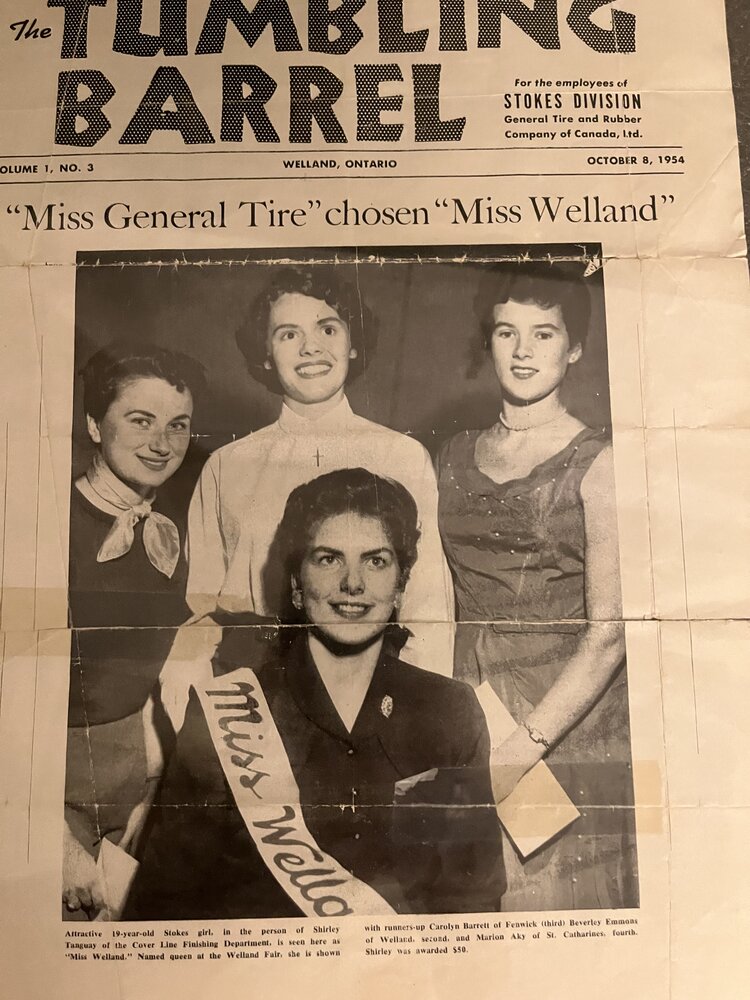 The TUMBLING
BARREL
For the employees of
STOKES DIVISION
General Tire and Rubber
Company of Canada, Ltd.
OLUME 1, NO. 3
WELLAND, ONTARIO
OCTOBER 8, 1954
“Miss General Tire” chosen “Miss Welland”
Miss Wella
Attractive 19-year-old Stokes girl, in the person of Shirley
Tanguay of the Cover Line Finishing Department, is seen here as
“Miss Welland.” Named queen at the Welland Fair, she is shown
with runners-up Carolyn Barrett of Fenwick (third) Beverley Emmons
of Welland, second, and Marion Aky of St. Catharines, fourth.
Shirley was awarded $50.